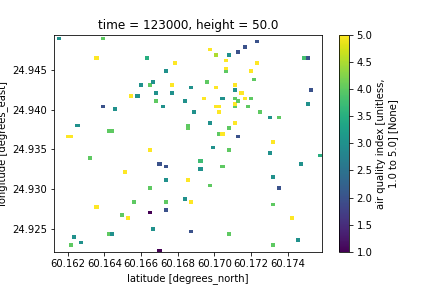 time = 123000, height = 50.0
24.945
24.940
24.935
24.930
24.925
longitude [degrees_east]
60.162 60.164 60.166 60.168 60.170 60.172 60.174
latitude [degrees_north]
5.0
4.5
4.0
3.5
3.0
2.5
2.0
1.5
1.0
air quality index [unitless,
1.0 to 5.0] [None]